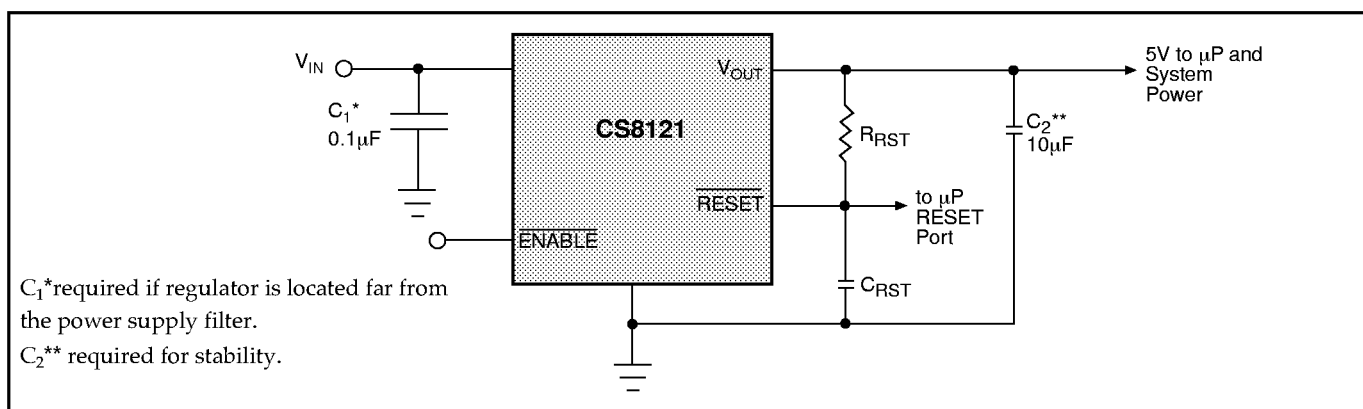 V_IN
C₁*
0.1µF
CS8121
V_OUT
RESET
ENABLE
R_RST
C_RST
C₂**
10µF
5V to µP and
System
Power
to µP
RESET
Port
C₁*required if regulator is located far from
the power supply filter.
C₂** required for stability.